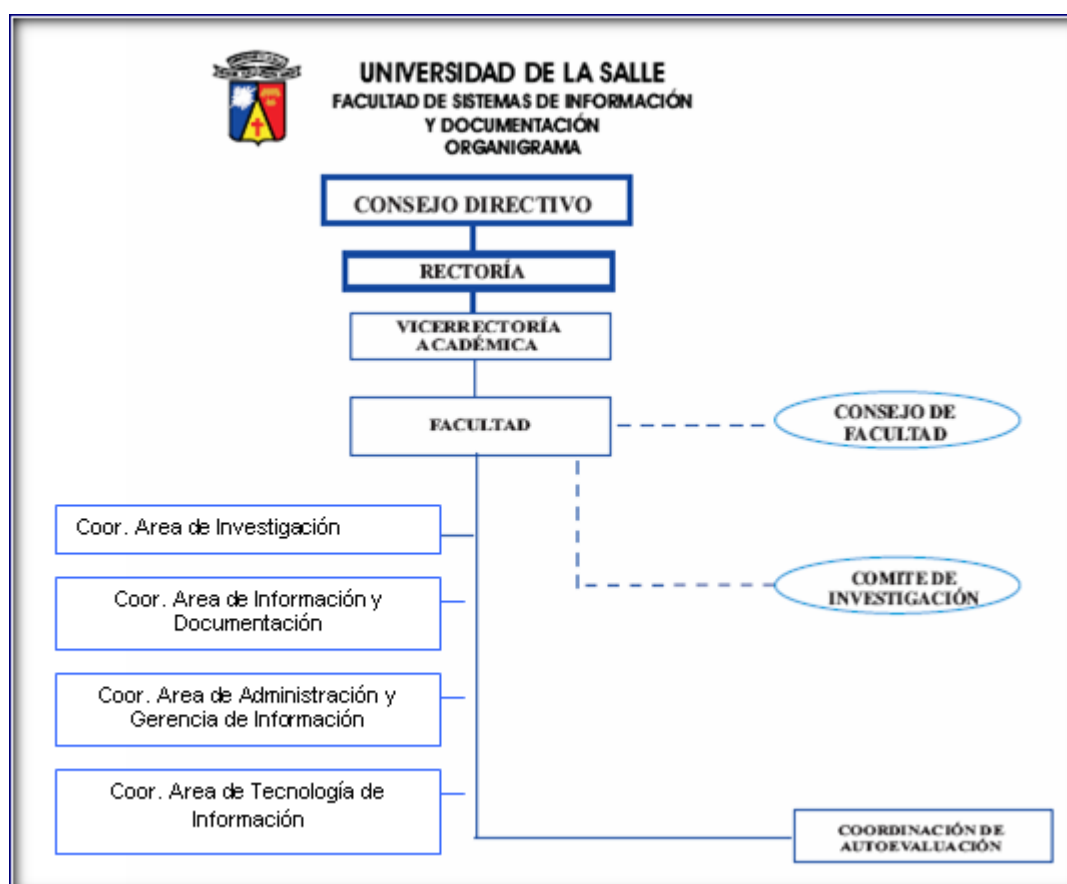 UNIVERSIDAD DE LA SALLE
FACULTAD DE SISTEMAS DE INFORMACIÓN
Y DOCUMENTACIÓN
ORGANIGRAMA
CONSEJO DIRECTIVO
RECTORÍA
VICERRECTORÍA
ACADÉMICA
FACULTAD
CONSEJO DE
FACULTAD
Coor. Area de Investigación
COMITE DE
INVESTIGACIÓN
Coor. Area de Información y
Documentación
Coor. Area de Administración y
Gerencia de Información
Coor. Area de Tecnología de
Información
COORDINACIÓN DE
AUTOEVALUACIÓN